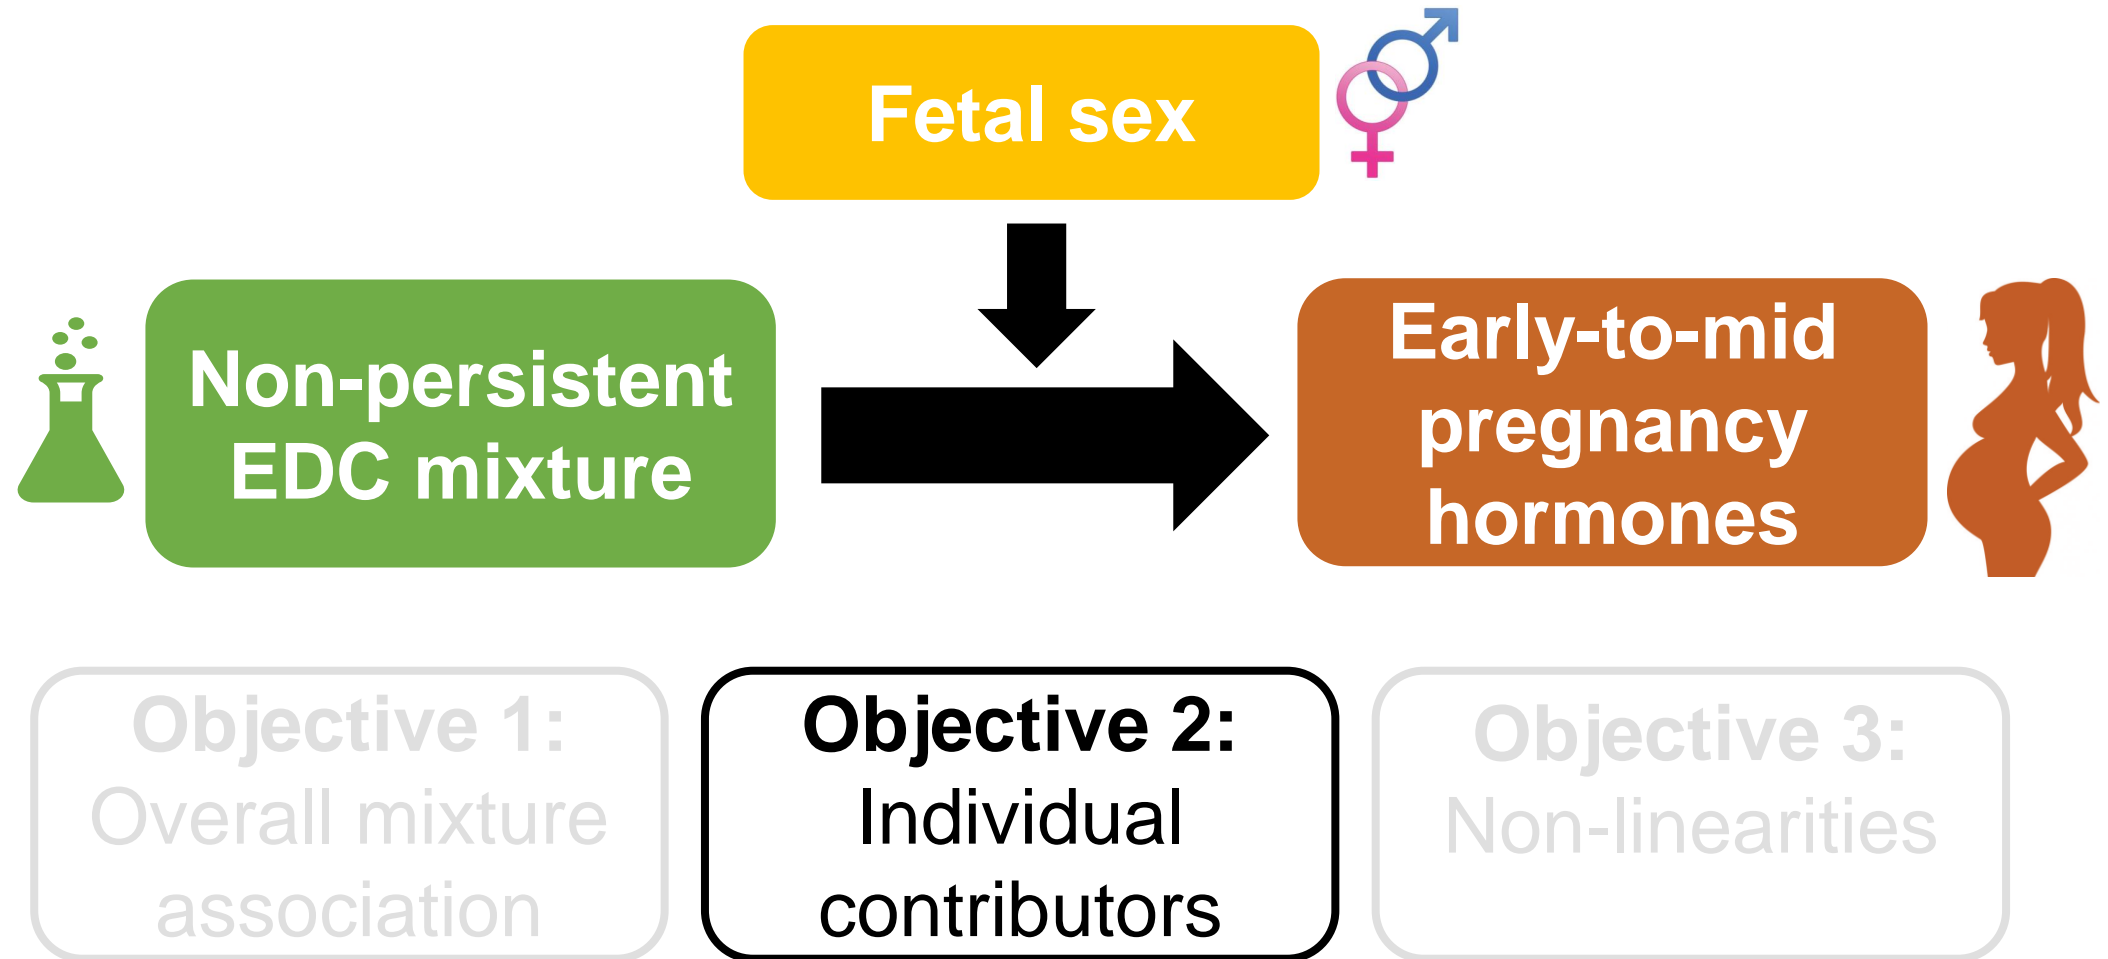 Fetal sex
Non-persistent
EDC mixture
Early-to-mid
pregnancy
hormones
Objective 1:
Overall mixture
association
Objective 2:
Individual
contributors
Objective 3:
Non-linearities